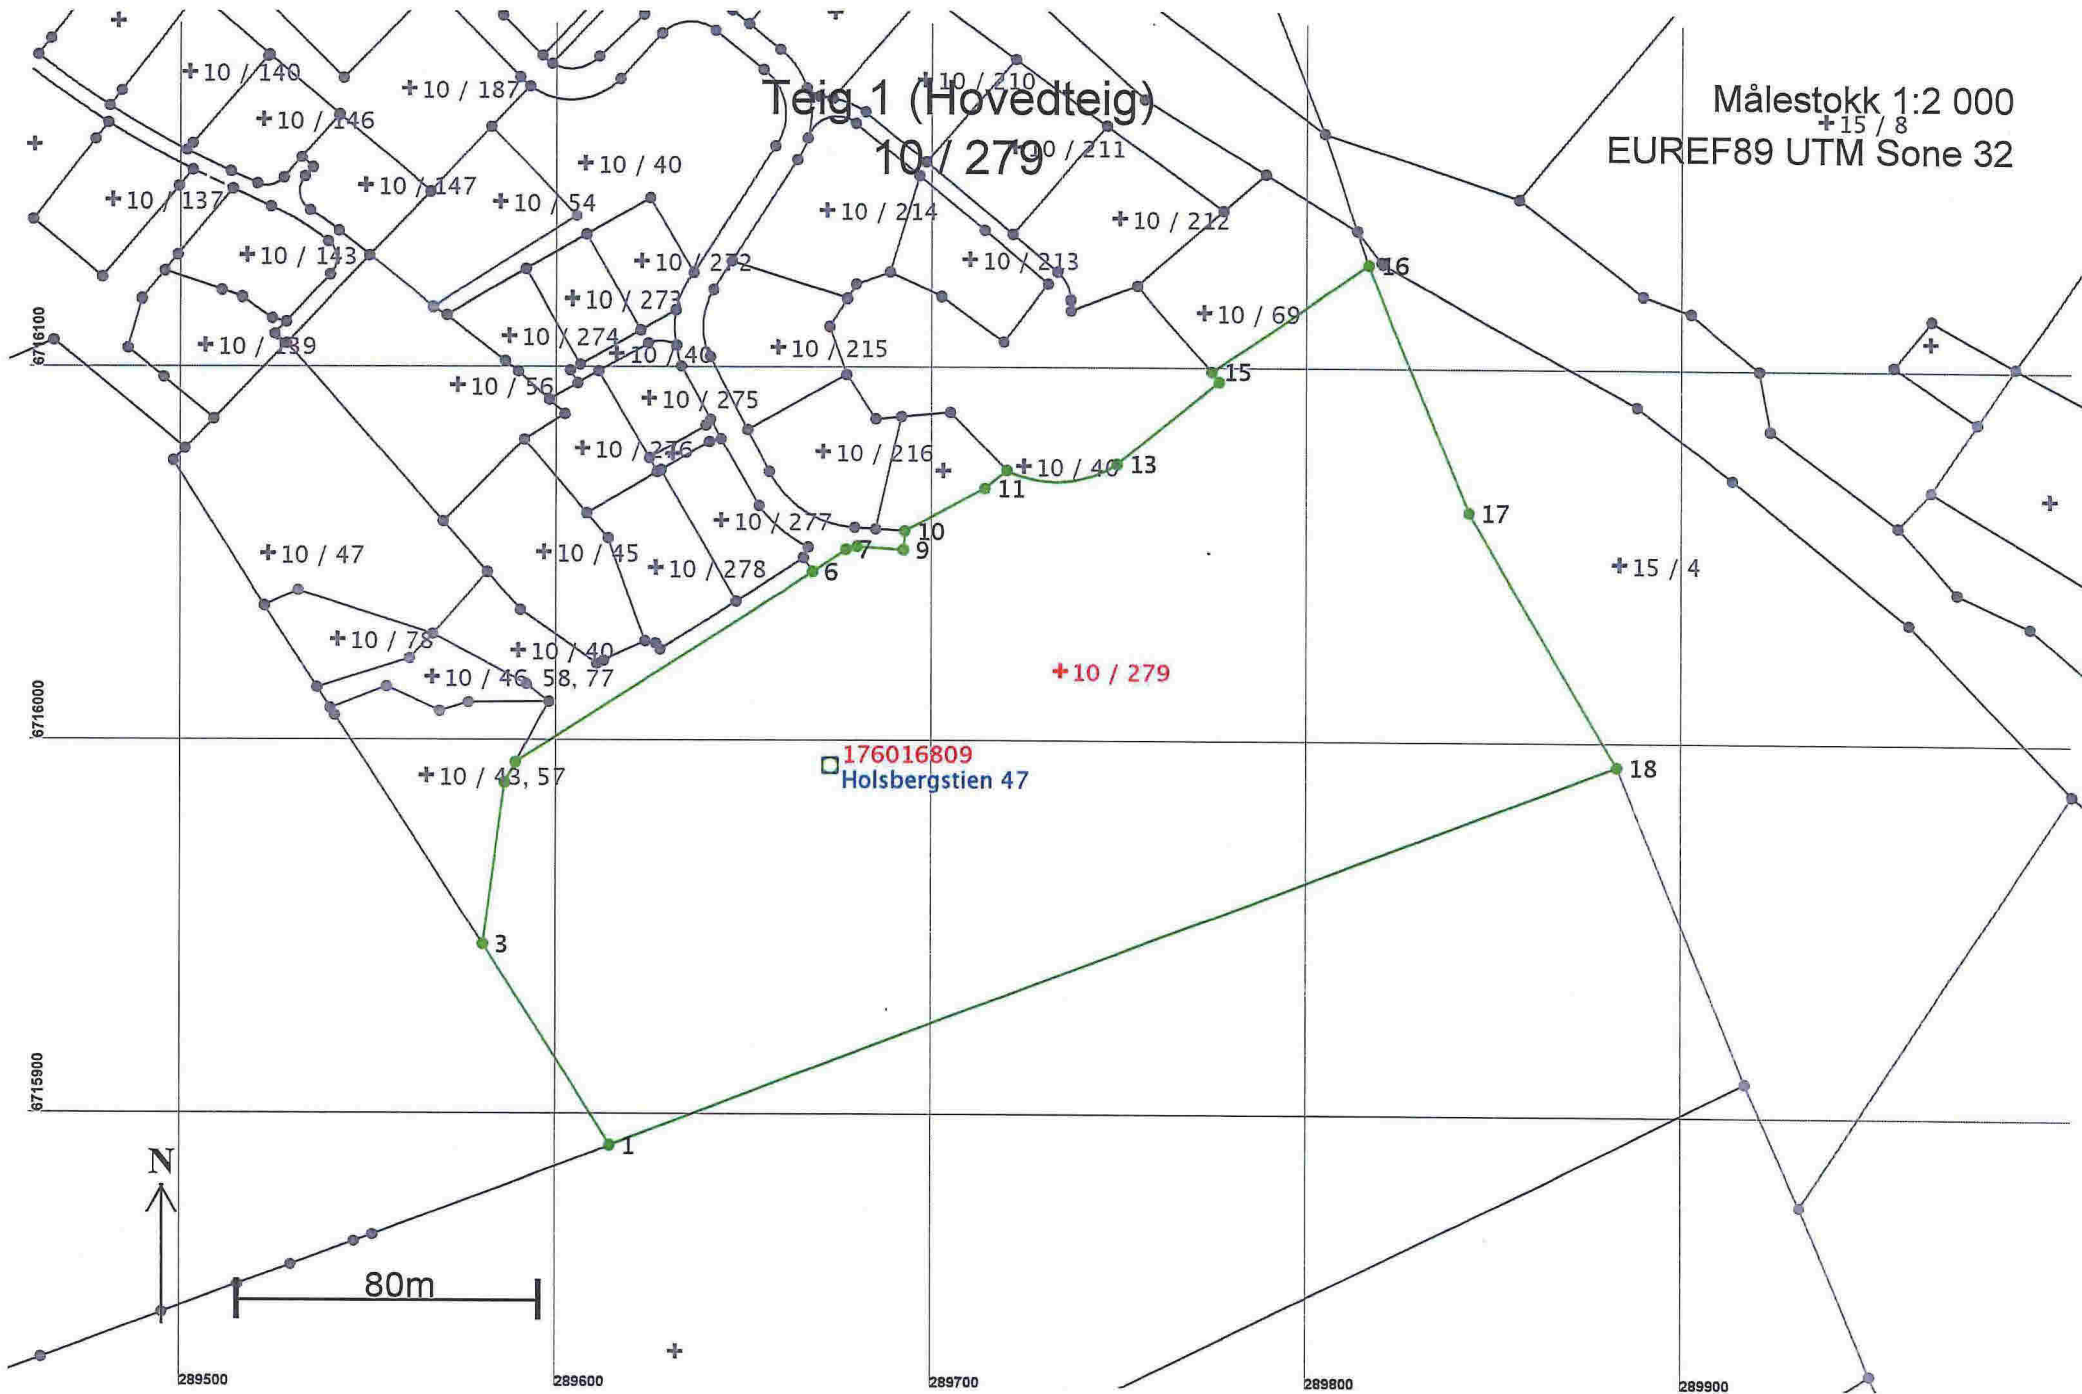 Teig 1 (Hovedteig)
10 / 279
Målestokk 1:2 000
EUREF89 UTM Sone 32
10 / 140
10 / 187
10 / 210
10 / 146
15 / 8
10 / 40
10 / 211
10 / 147
10 / 137
10 / 54
10 / 214
10 / 212
10 / 143
10 / 272
10 / 213
16
10 / 273
10 / 69
6716100
10 / 139
10 / 274
10 / 40
10 / 215
15
10 / 56
10 / 275
10 / 276
10 / 216
10 / 40
13
11
17
10 / 277
10
10 / 47
10 / 45
7
9
10 / 278
6
15 / 4
10 / 78
10 / 40
10 / 46, 58, 77
10 / 279
6716000
10 / 43, 57
176016809
Holsbergstien 47
18
3
6715900
1
N
80m
289500
289600
289700
289800
289900